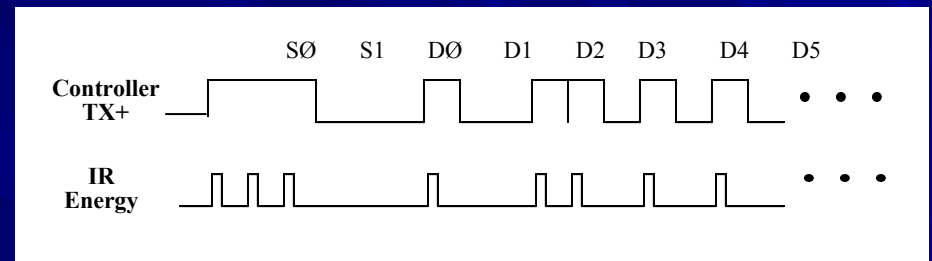 SØ S1 DØ D1 D2 D3 D4 D5
Controller
TX+
IR
Energy